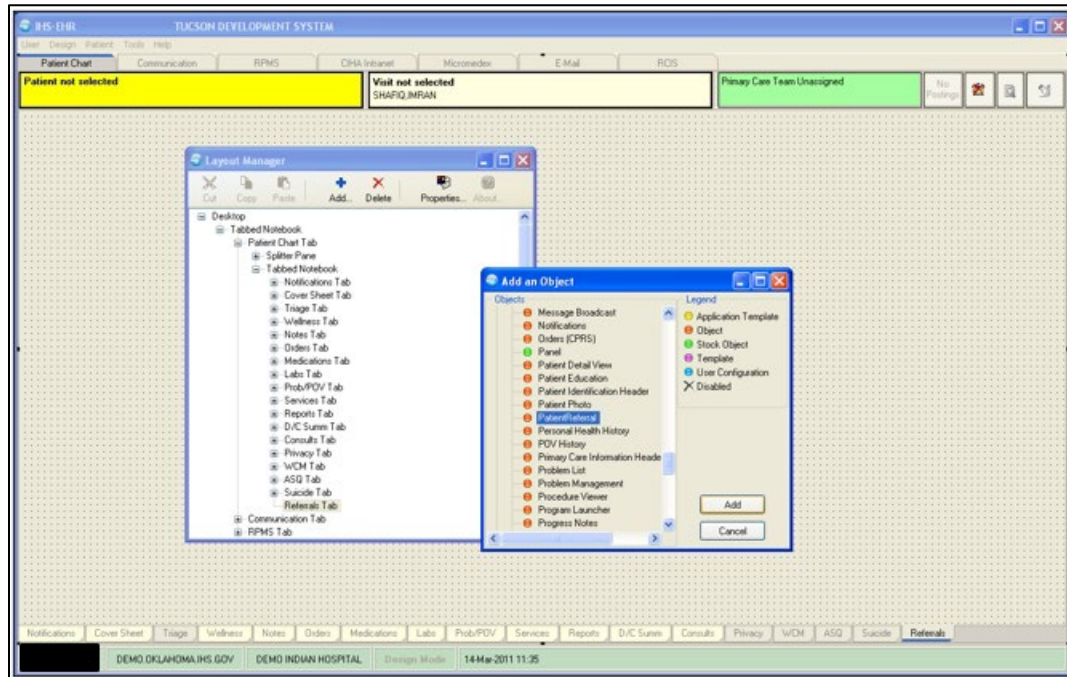 IHS-EHR TUCSON DEVELOPMENT SYSTEM
User Design Patient Tools Help
Patient Chart Communication RPMS CIHA Intranet Micromedex E-Mail RCIS
Patient not selected
Visit not selected
SHAFIQ,IMRAN
Primary Care Team Unassigned
No
Postings
Layout Manager
Cut Copy Paste Add... Delete Properties... About...
Desktop
Tabbed Notebook
Patient Chart Tab
Splitter Pane
Tabbed Notebook
Notifications Tab
Cover Sheet Tab
Triage Tab
Wellness Tab
Notes Tab
Orders Tab
Medications Tab
Labs Tab
Prob/POV Tab
Services Tab
Reports Tab
D/C Summ Tab
Consults Tab
Privacy Tab
WCM Tab
ASQ Tab
Suicide Tab
Referrals Tab
Communication Tab
RPMS Tab
Add an Object
Objects
Message Broadcast
Notifications
Orders (CPRS)
Panel
Patient Detail View
Patient Education
Patient Identification Header
Patient Photo
PatientReferral
Personal Health History
POV History
Primary Care Information Heade
Problem List
Problem Management
Procedure Viewer
Program Launcher
Progress Notes
Legend
Application Template
Object
Stock Object
Template
User Configuration
Disabled
Add
Cancel
Notifications Cover Sheet Triage Wellness Notes Orders Medications Labs Prob/POV Services Reports D/C Summ Consults Privacy WCM ASQ Suicide Referrals
DEMO.OKLAHOMA.IHS.GOV DEMO INDIAN HOSPITAL Design Mode 14-Mar-2011 11:35